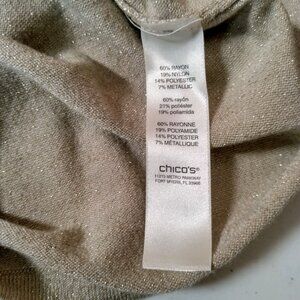 60% RAYON
19% NYLON
14% POLYESTER
7% METALLIC
60% rayón
21% poliéster
19% poliamida
60% RAYONNE
19% POLYAMIDE
14% POLYESTER
7% MÉTALLIQUE
chico's®
11215 METRO PARKWAY
FORT MYERS, FL 33966